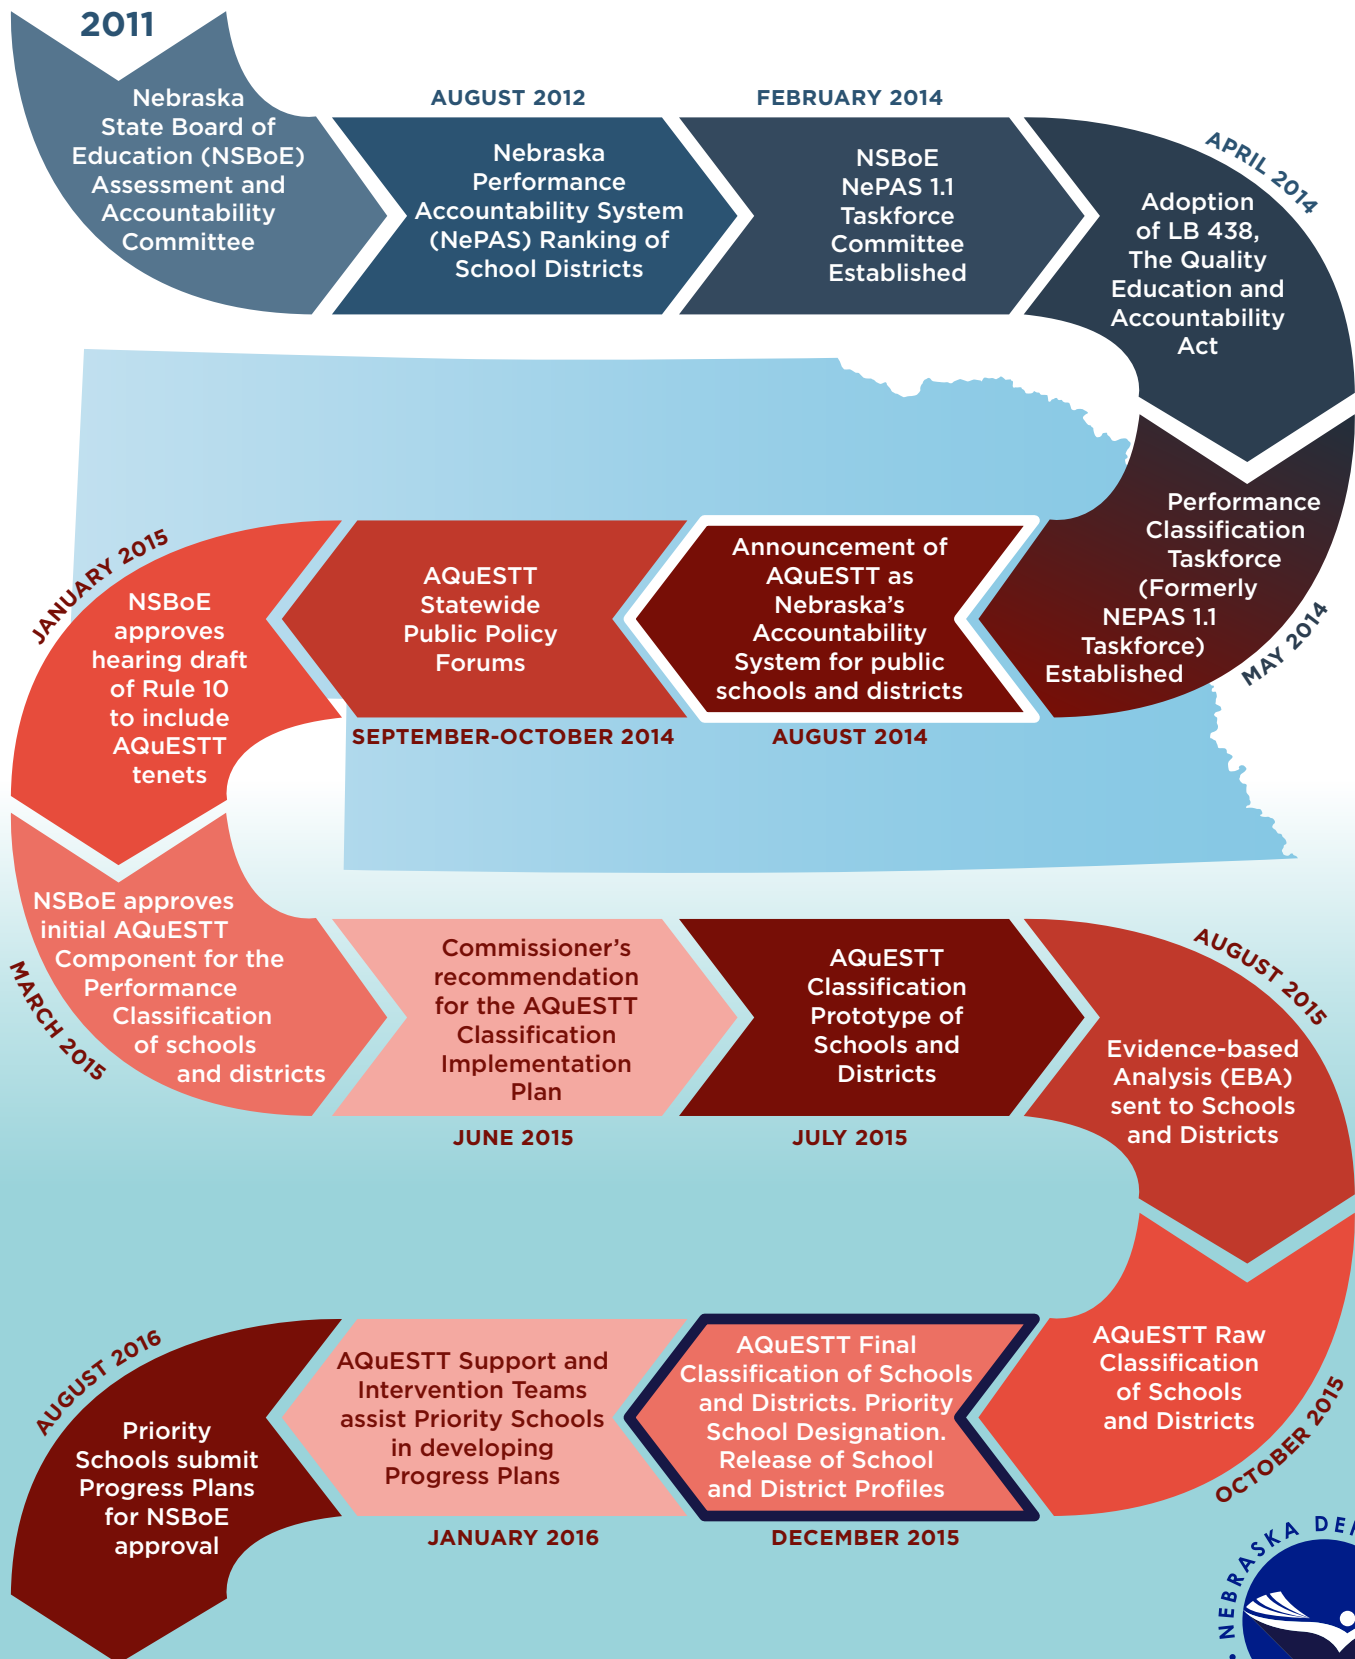 2011
Nebraska
State Board of
Education (NSBoE)
Assessment and
Accountability
Committee
AUGUST 2012
Nebraska
Performance
Accountability System
(NePAS) Ranking of
School Districts
FEBRUARY 2014
NSBoE
NePAS 1.1
Taskforce
Committee
Established
APRIL 2014
Adoption
of LB 438,
The Quality
Education and
Accountability
Act
Performance
Classification
Taskforce
(Formerly
NEPAS 1.1
Taskforce)
Established
MAY 2014
Announcement of
AQuESTT as
Nebraska's
Accountability
System for public
schools and districts
AUGUST 2014
AQuESTT
Statewide
Public Policy
Forums
SEPTEMBER-OCTOBER 2014
JANUARY 2015
NSBoE
approves
hearing draft
of Rule 10
to include
AQuESTT
tenets
NSBoE approves
initial AQuESTT
Component for the
Performance
Classification
of schools
and districts
MARCH 2015
Commissioner's
recommendation
for the AQuESTT
Classification
Implementation
Plan
JUNE 2015
AQuESTT
Classification
Prototype of
Schools and
Districts
JULY 2015
AUGUST 2015
Evidence-based
Analysis (EBA)
sent to Schools
and Districts
AQuESTT Raw
Classification
of Schools
and Districts
OCTOBER 2015
AQuESTT Final
Classification of Schools
and Districts. Priority
School Designation.
Release of School
and District Profiles
DECEMBER 2015
AQuESTT Support and
Intervention Teams
assist Priority Schools
in developing
Progress Plans
JANUARY 2016
AUGUST 2016
Priority
Schools submit
Progress Plans
for NSBoE
approval
NEBRASKA